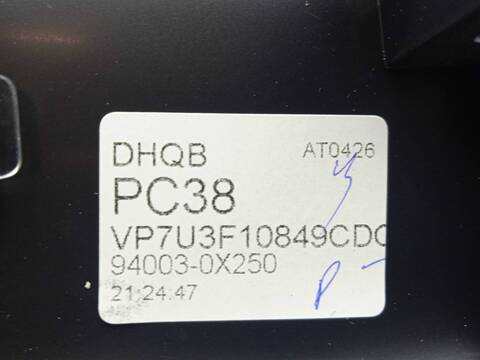 DHQB AT0426
PC38
VP7U3F10849CDC
94003-0X250
21:24:47
P-